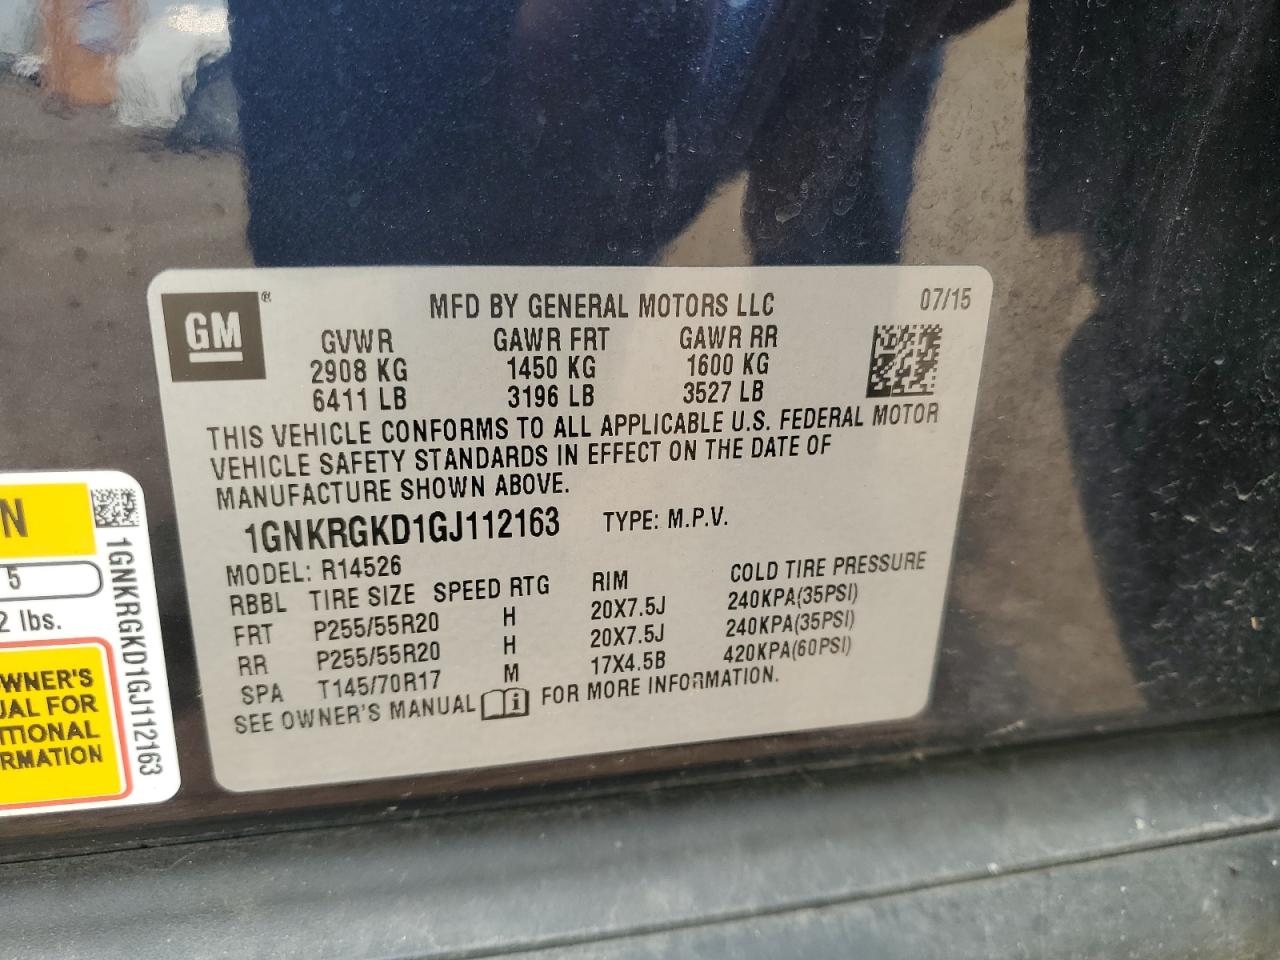 GM
®
MFD BY GENERAL MOTORS LLC
07/15
GVWR GAWR FRT GAWR RR
2908 KG 1450 KG 1600 KG
6411 LB 3196 LB 3527 LB
THIS VEHICLE CONFORMS TO ALL APPLICABLE U.S. FEDERAL MOTOR
VEHICLE SAFETY STANDARDS IN EFFECT ON THE DATE OF
MANUFACTURE SHOWN ABOVE.
1GNKRGKD1GJ112163 TYPE: M.P.V.
MODEL: R14526
RBBL TIRE SIZE SPEED RTG RIM COLD TIRE PRESSURE
FRT P255/55R20 H 20X7.5J 240KPA(35PSI)
RR P255/55R20 H 20X7.5J 240KPA(35PSI)
SPA T145/70R17 M 17X4.5B 420KPA(60PSI)
SEE OWNER'S MANUAL i FOR MORE INFORMATION.
N
5
2 lbs.
WNER'S
UAL FOR
ITIONAL
RMATION
1GNKRGKD1GJ112163